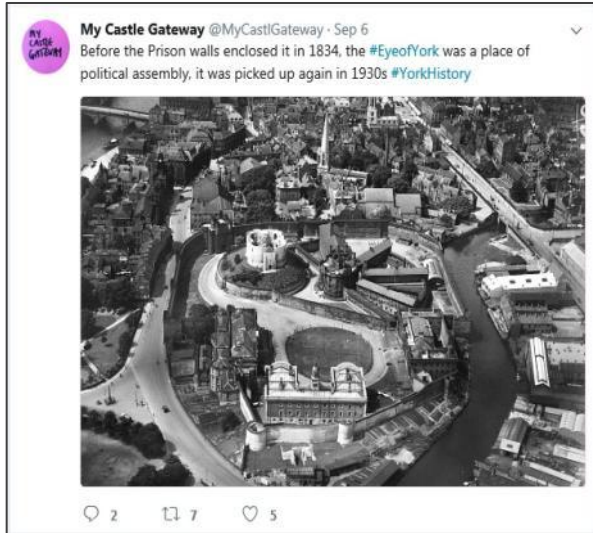 MY
CASTLE
GATEWAY
My Castle Gateway @MyCastlGateway · Sep 6
Before the Prison walls enclosed it in 1834, the #EyeofYork was a place of
political assembly, it was picked up again in 1930s #YorkHistory
2 7 5